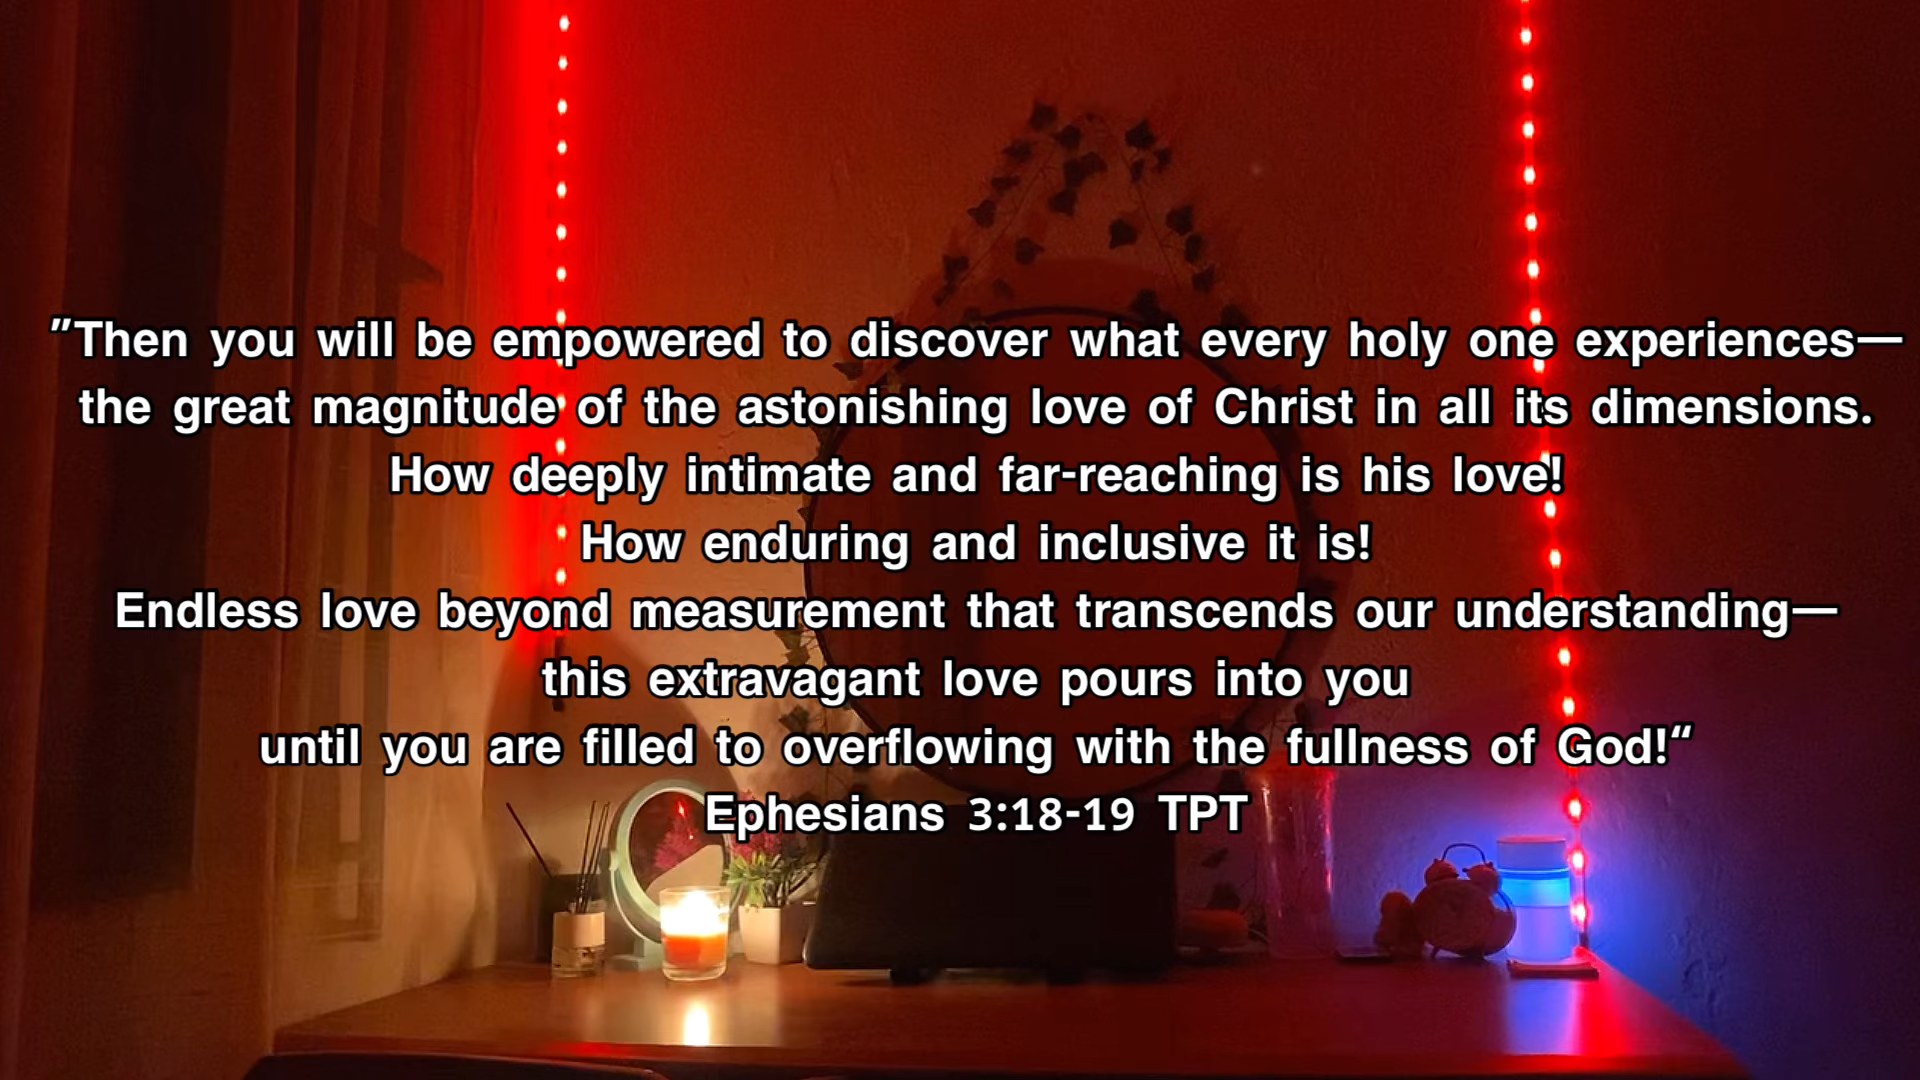 "Then you will be empowered to discover what every holy one experiences—
the great magnitude of the astonishing love of Christ in all its dimensions.
How deeply intimate and far-reaching is his love!
How enduring and inclusive it is!
Endless love beyond measurement that transcends our understanding—
this extravagant love pours into you
until you are filled to overflowing with the fullness of God!“
Ephesians 3:18-19 TPT